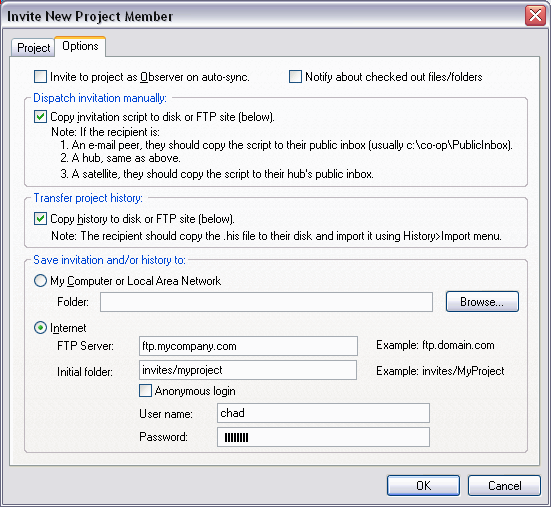 Invite New Project Member
Project Options
Invite to project as Observer on auto-sync. Notify about checked out files/folders
Dispatch invitation manually:
Copy invitation script to disk or FTP site (below).
Note: If the recipient is:
1. An e-mail peer, they should copy the script to their public inbox (usually c:\co-op\PublicInbox).
2. A hub, same as above.
3. A satellite, they should copy the script to their hub's public inbox.
Transfer project history:
Copy history to disk or FTP site (below).
Note: The recipient should copy the .his file to their disk and import it using History>Import menu.
Save invitation and/or history to:
My Computer or Local Area Network
Folder: Browse...
Internet
FTP Server: ftp.mycompany.com Example: ftp.domain.com
Initial folder: invites/myproject Example: invites/MyProject
Anonymous login
User name: chad
Password:
OK Cancel